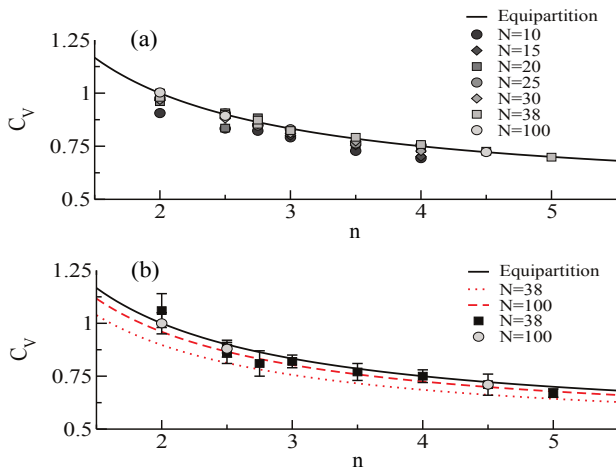 (a)
Equipartition
N=10
N=15
N=20
N=25
N=30
N=38
N=100
1.25
1
0.75
0.5
C_V
2
3
4
5
n
(b)
Equipartition
N=38
N=100
N=38
N=100
1.25
1
0.75
0.5
C_V
2
3
4
5
n